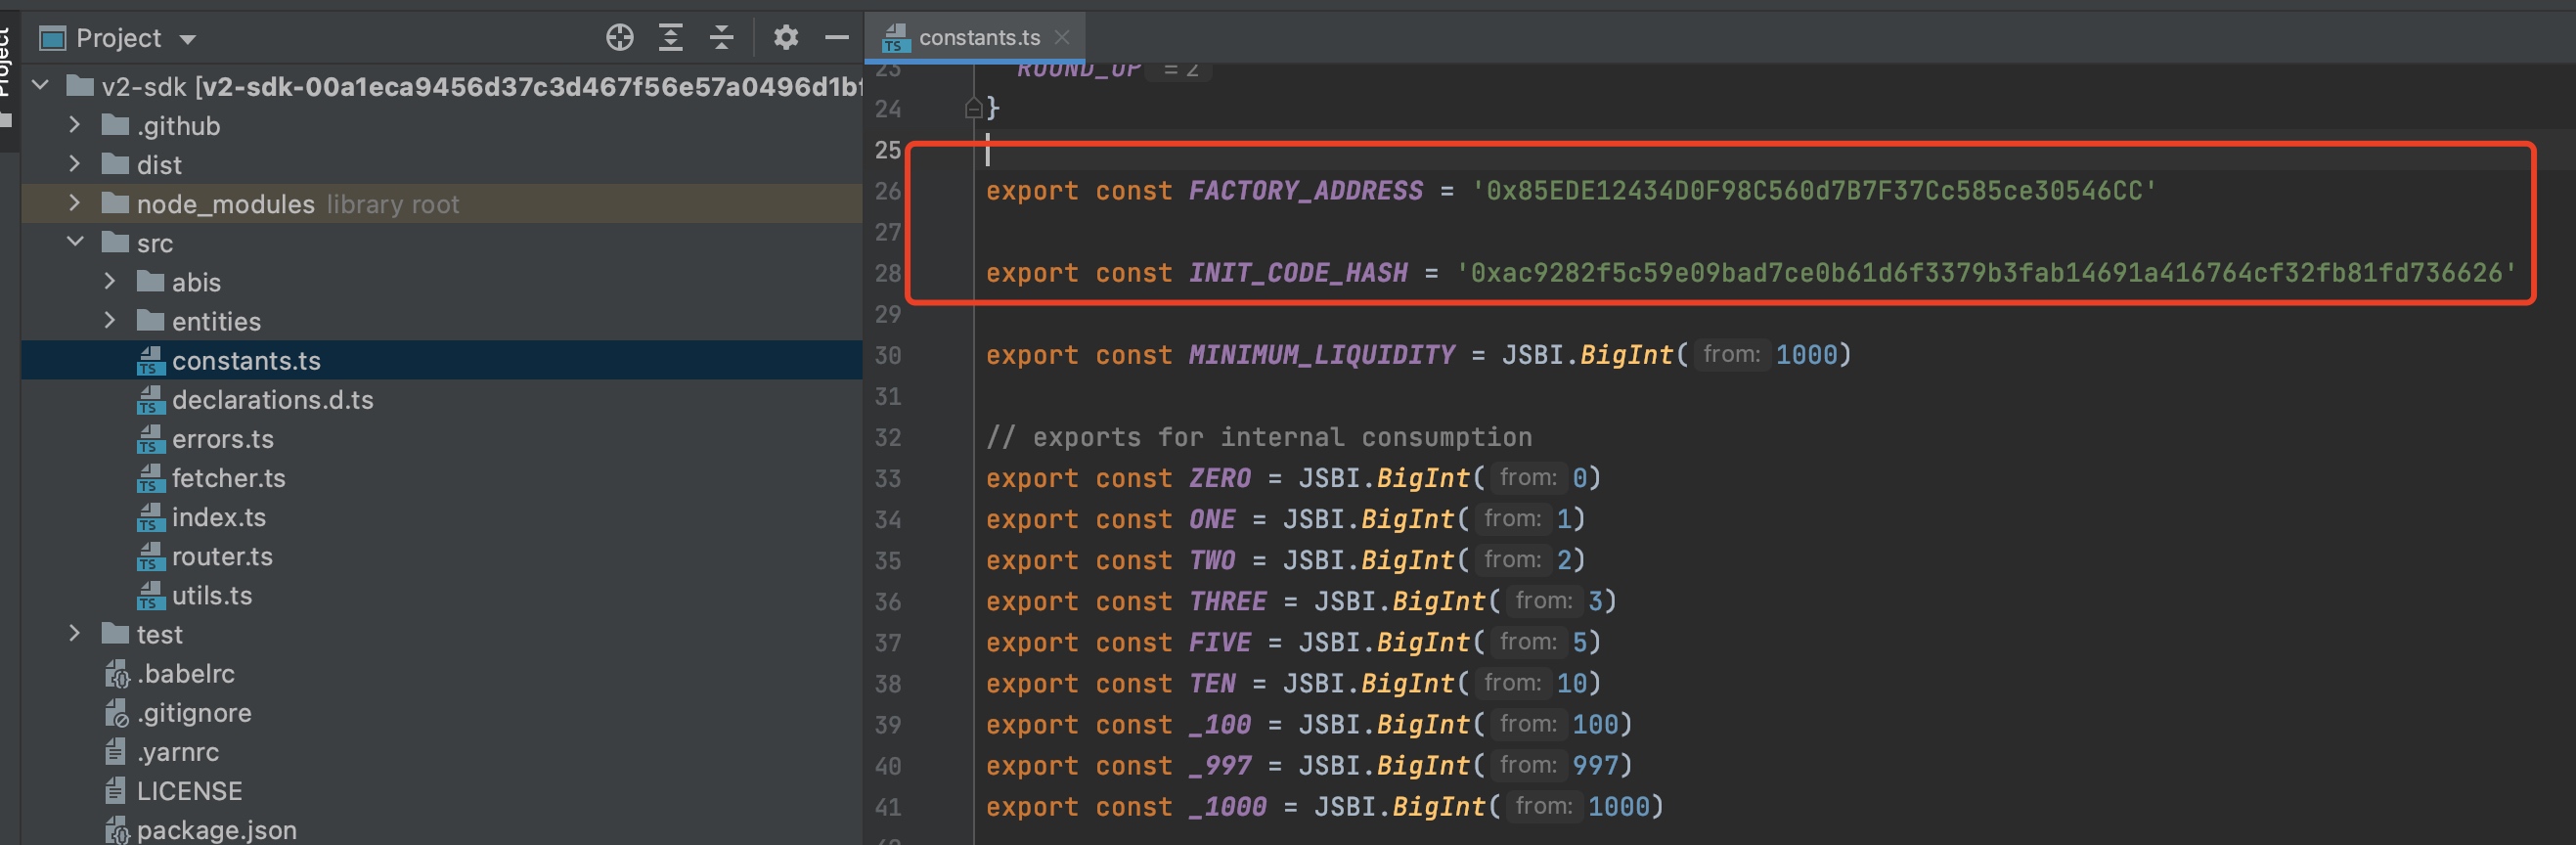 Project
Project
v2-sdk [v2-sdk-00a1eca9456d37c3d467f56e57a0496d1bf
.github
dist
node_modules library root
src
abis
entities
constants.ts
declarations.d.ts
errors.ts
fetcher.ts
index.ts
router.ts
utils.ts
test
.babelrc
.gitignore
.yarnrc
LICENSE
package.json
constants.ts
23 ROUND_UP = 2
24 }
25
26 export const FACTORY_ADDRESS = '0x85EDE12434D0F98C560d7B7F37Cc585ce30546CC'
27
28 export const INIT_CODE_HASH = '0xac9282f5c59e09bad7ce0b61d6f3379b3fab14691a416764cf32fb81fd736626'
29
30 export const MINIMUM_LIQUIDITY = JSBI.BigInt( from: 1000)
31
32 // exports for internal consumption
33 export const ZERO = JSBI.BigInt( from: 0)
34 export const ONE = JSBI.BigInt( from: 1)
35 export const TWO = JSBI.BigInt( from: 2)
36 export const THREE = JSBI.BigInt( from: 3)
37 export const FIVE = JSBI.BigInt( from: 5)
38 export const TEN = JSBI.BigInt( from: 10)
39 export const _100 = JSBI.BigInt( from: 100)
40 export const _997 = JSBI.BigInt( from: 997)
41 export const _1000 = JSBI.BigInt( from: 1000)